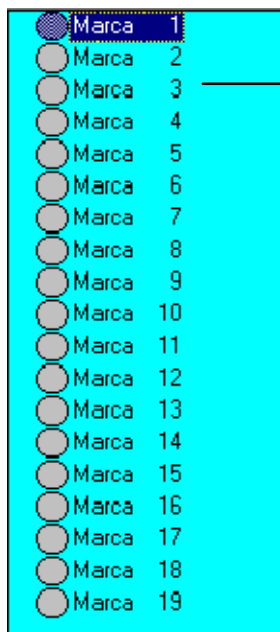 Marca 1
Marca 2
Marca 3
Marca 4
Marca 5
Marca 6
Marca 7
Marca 8
Marca 9
Marca 10
Marca 11
Marca 12
Marca 13
Marca 14
Marca 15
Marca 16
Marca 17
Marca 18
Marca 19